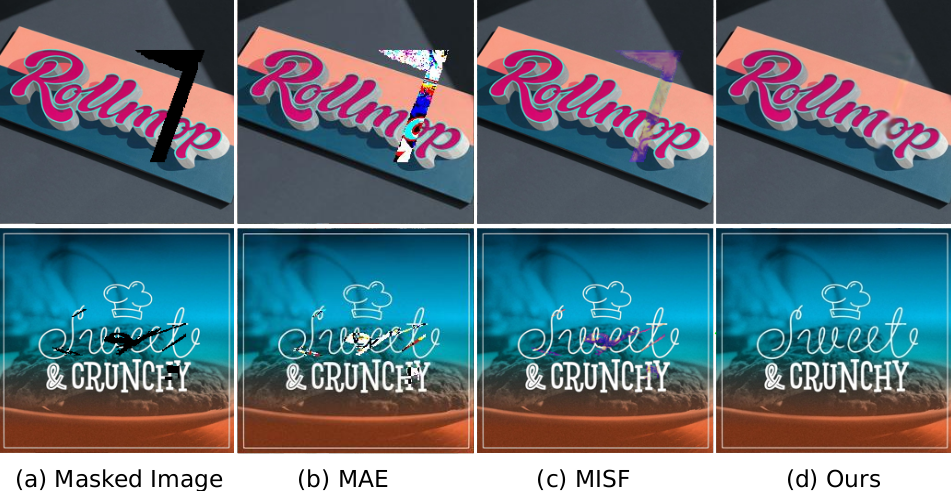 Rollmop
Rollmop
Rollmop
Rollmop
Sweet
& CRUNCHY
Sweet
& CRUNCHY
Sweet
& CRUNCHY
Sweet
& CRUNCHY
(a) Masked Image
(b) MAE
(c) MISF
(d) Ours